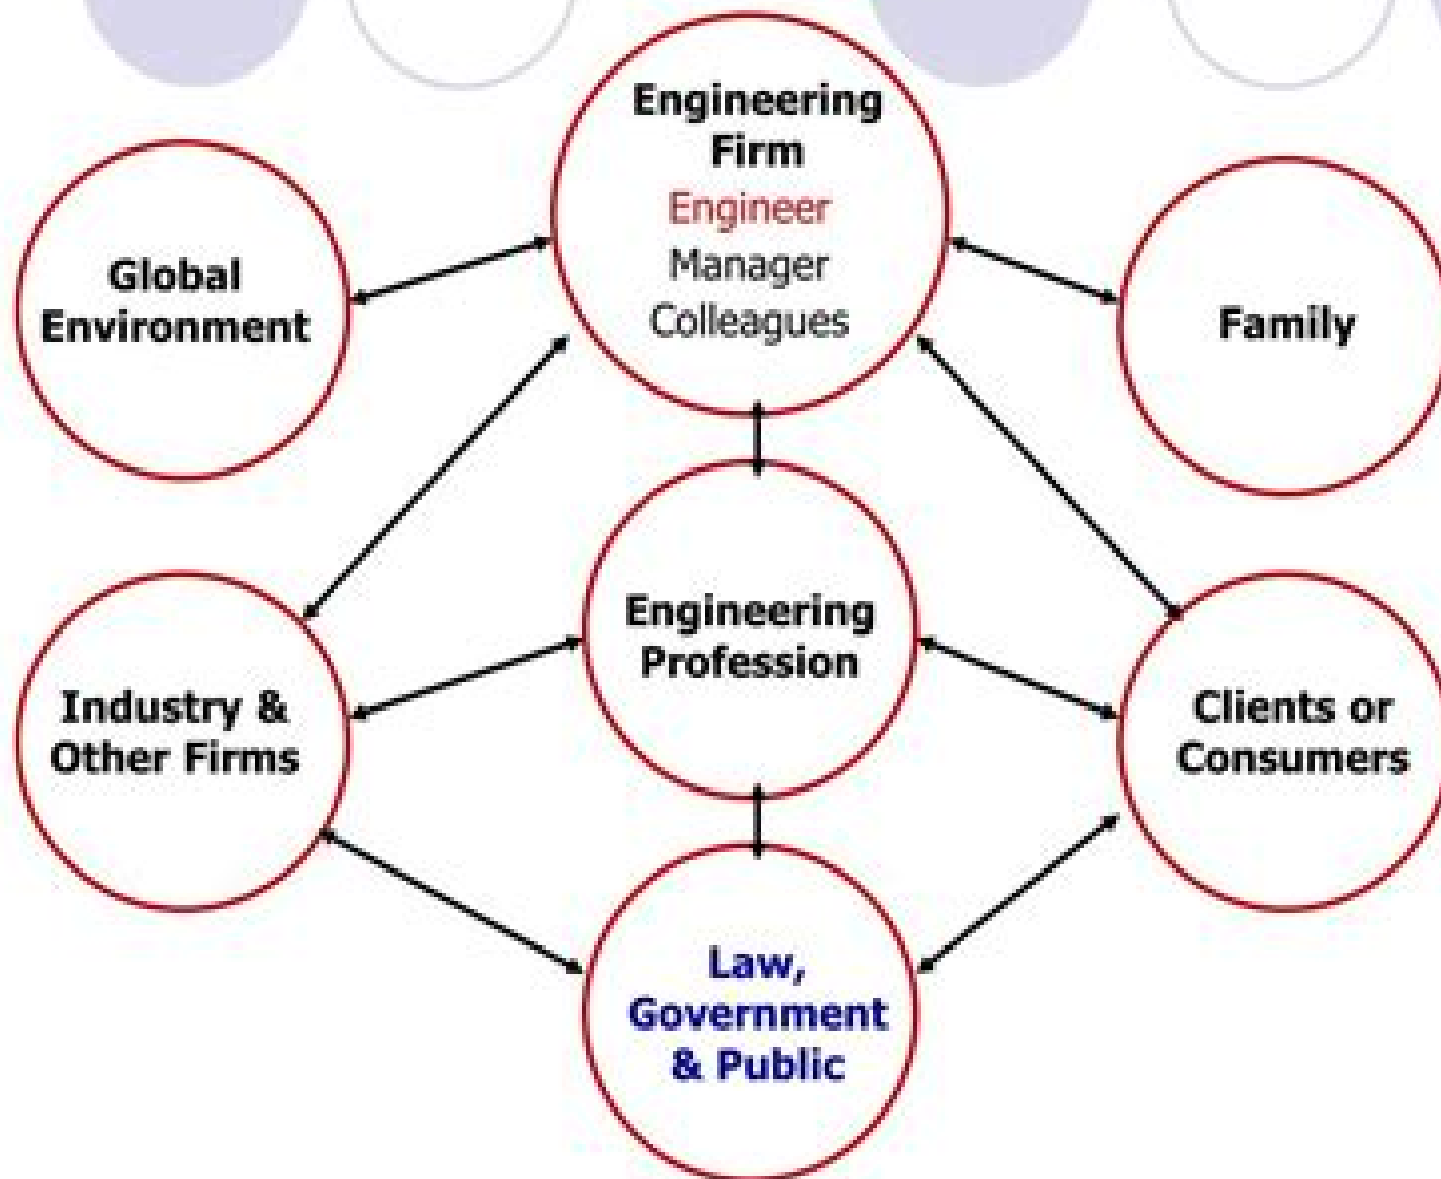 Engineering
Firm
Engineer
Manager
Colleagues
Global
Environment
Family
Engineering
Profession
Industry &
Other Firms
Clients or
Consumers
Law,
Government
& Public